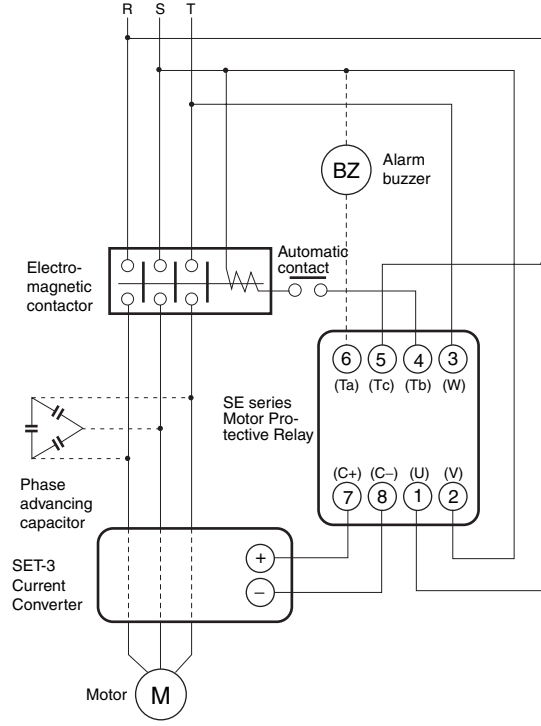 R S T
BZ
Alarm
buzzer
Electro-
magnetic
contactor
Automatic
contact
6 5 4 3
(Ta) (Tc) (Tb) (W)
SE series
Motor Pro-
tective Relay
(C+) (C−) (U) (V)
7 8 1 2
Phase
advancing
capacitor
SET-3
Current
Converter
+
−
Motor
M